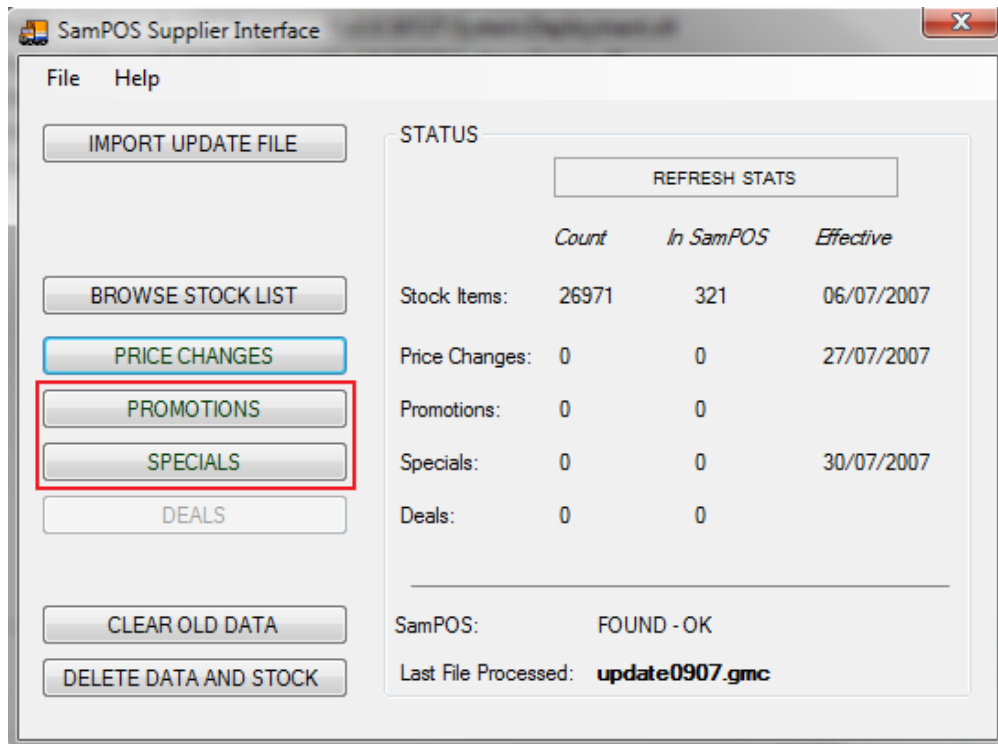 SamPOS Supplier Interface
File Help
IMPORT UPDATE FILE
BROWSE STOCK LIST
PRICE CHANGES
PROMOTIONS
SPECIALS
DEALS
CLEAR OLD DATA
DELETE DATA AND STOCK
STATUS
REFRESH STATS
Count In SamPOS Effective
Stock Items: 26971 321 06/07/2007
Price Changes: 0 0 27/07/2007
Promotions: 0 0
Specials: 0 0 30/07/2007
Deals: 0 0
SamPOS: FOUND - OK
Last File Processed: update0907.gmc